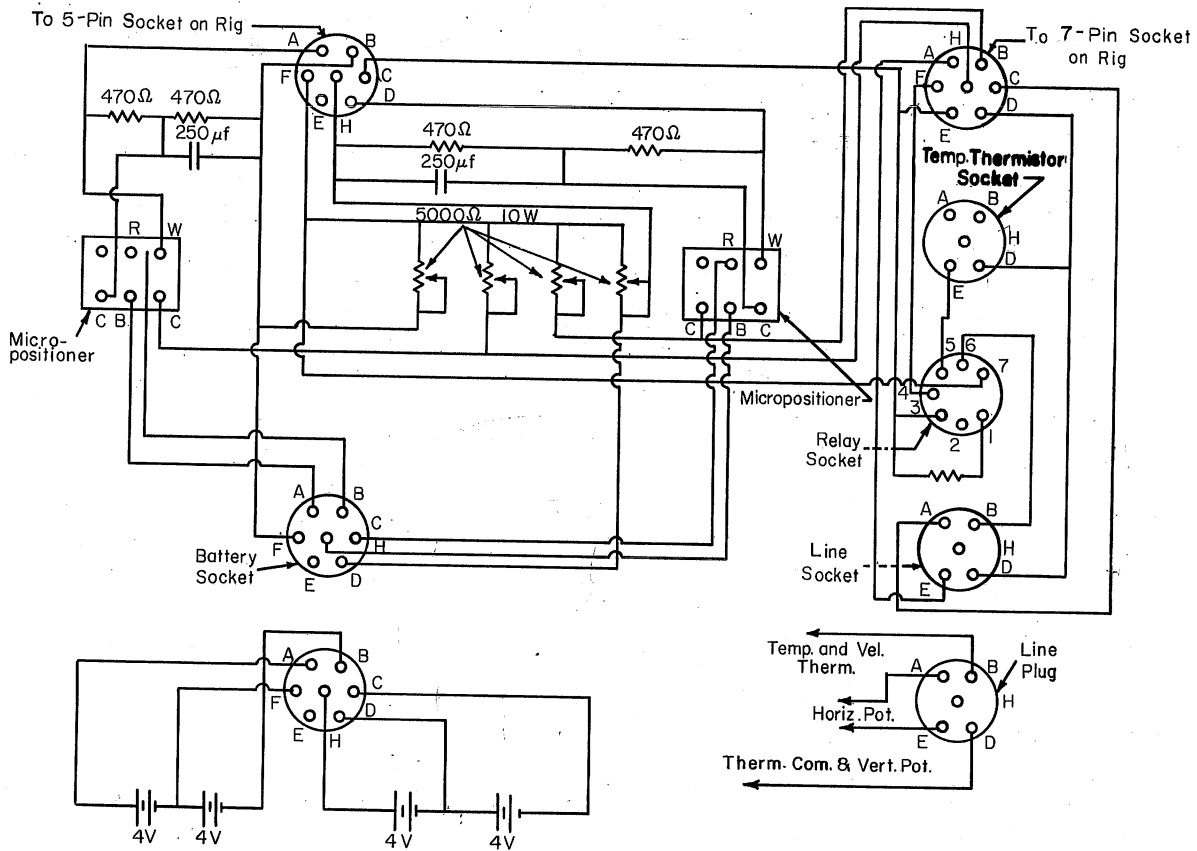 To 5-Pin Socket on Rig
A
B
F
C
D
E
H
470Ω
470Ω
250μf
470Ω
470Ω
250μf
5000Ω 10W
R
W
C
B
C
Micro-
positioner
R
W
C
B
C
Micropositioner
To 7-Pin Socket
on Rig
H
A
B
F
C
D
E
Temp. Thermistor
Socket
A
B
H
D
E
5
6
7
4
3
2
1
Relay
Socket
A
B
H
D
E
Line
Socket
A
B
C
F
H
E
D
Battery
Socket
A
B
C
F
D
E
H
4V
4V
4V
4V
Temp. and Vel.
Therm.
A
B
Line
Plug
H
Horiz. Pot.
E
D
Therm. Com. & Vert. Pot.